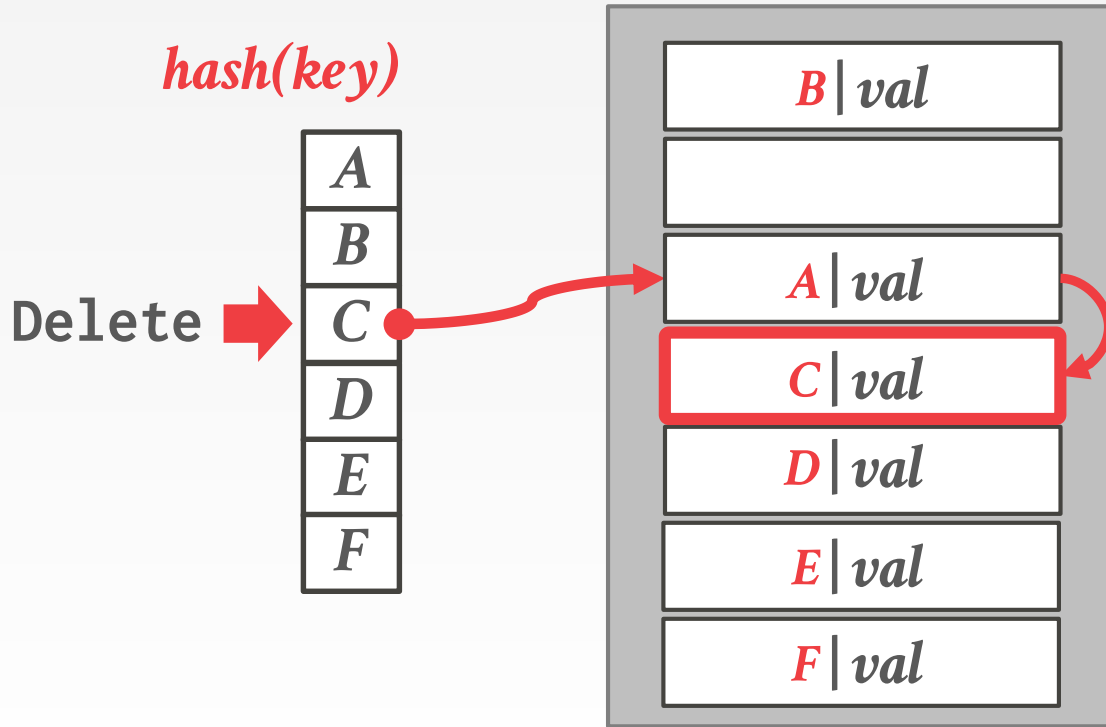 hash(key)
A
B
Delete
C
D
E
F
B|val
A|val
C|val
D|val
E|val
F|val